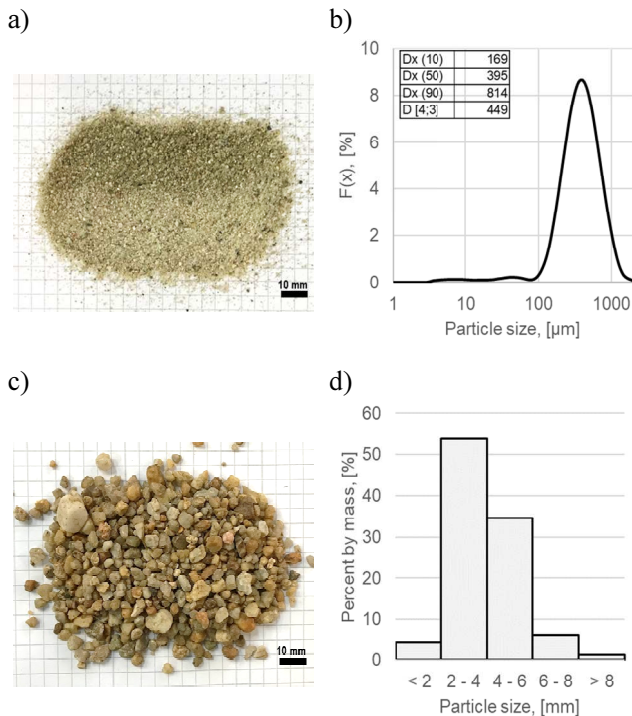 a)
10 mm
b)
F(x), [%]
10
8
6
4
2
0
Dx (10) 169
Dx (50) 395
Dx (90) 814
D [4;3] 449
1 10 100 1000
Particle size, [µm]
c)
10 mm
d)
Percent by mass, [%]
60
50
40
30
20
10
0
< 2 2 - 4 4 - 6 6 - 8 > 8
Particle size, [mm]